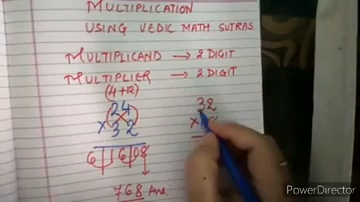 MULTIPLICATION
USING VEDIC MATH SUTRAS
MULTIPLICAND → 2 DIGIT
MULTIPLIER → 2 DIGIT
(4+12)
24
×32
6|16|08
768 Ans.
32
×
PowerDirector